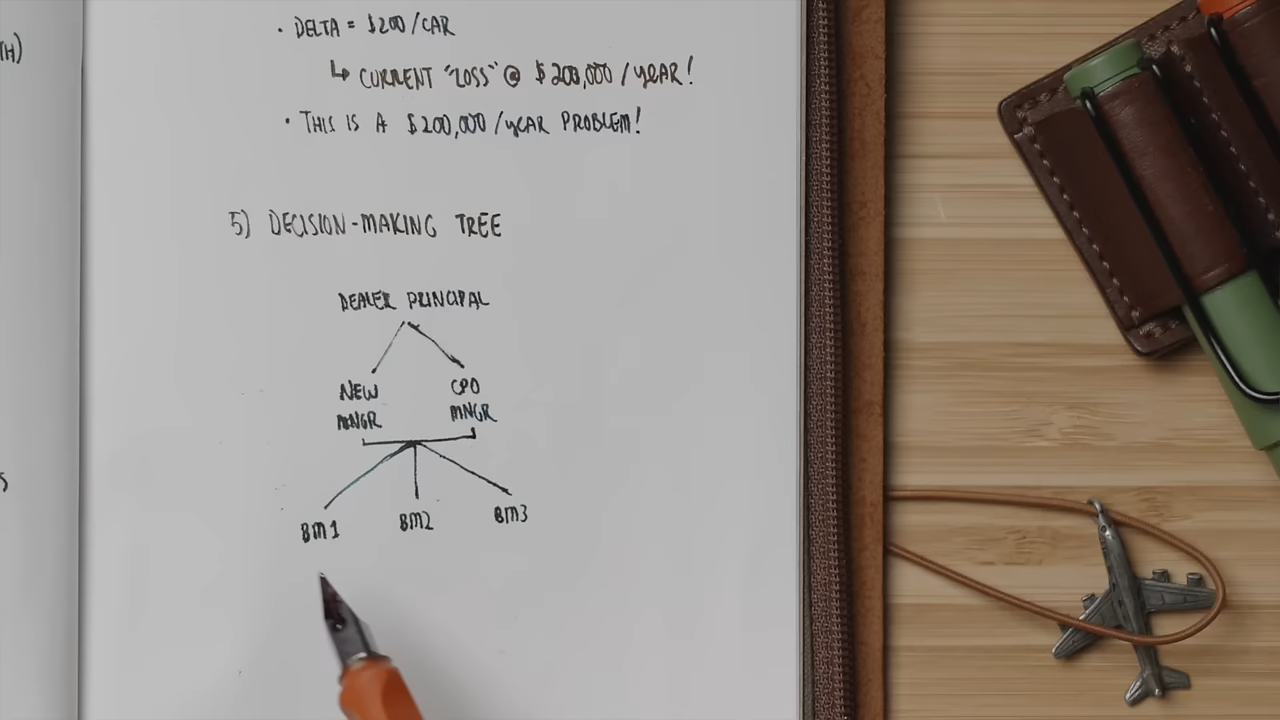 TH)
• DELTA = $200/CAR
↳ CURRENT "LOSS" @ $200,000/YEAR!
• THIS IS A $200,000/YEAR PROBLEM!
5) DECISION-MAKING TREE
DEALER PRINCIPAL
NEW CPO
MNGR MNGR
BM1 BM2 BM3
S